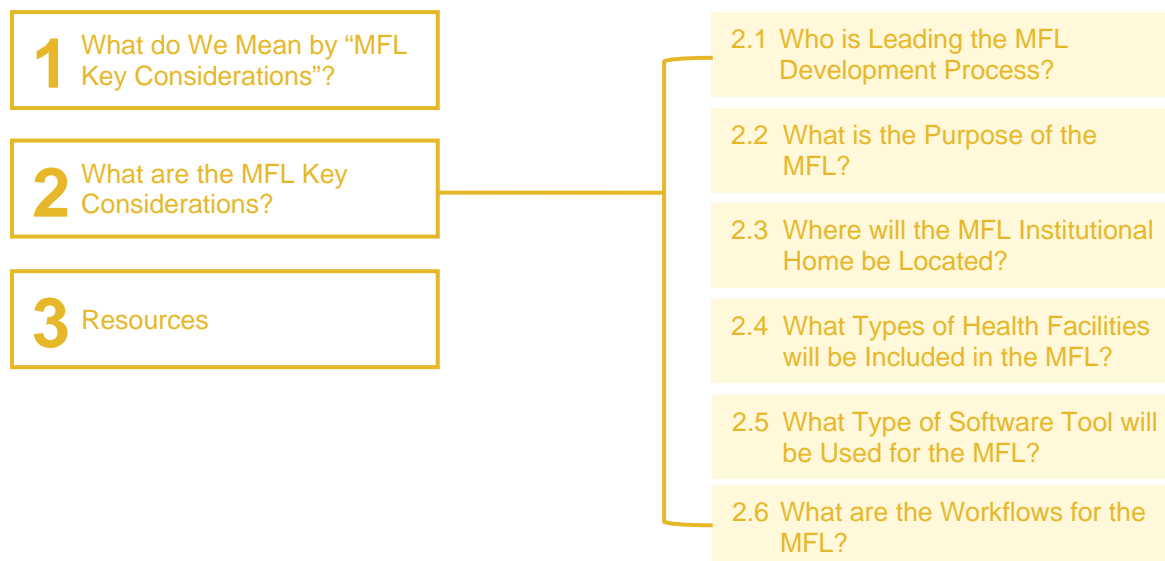 1 What do We Mean by “MFL
Key Considerations”?
2 What are the MFL Key
Considerations?
3 Resources
2.1 Who is Leading the MFL
Development Process?
2.2 What is the Purpose of the
MFL?
2.3 Where will the MFL Institutional
Home be Located?
2.4 What Types of Health Facilities
will be Included in the MFL?
2.5 What Type of Software Tool will
be Used for the MFL?
2.6 What are the Workflows for the
MFL?